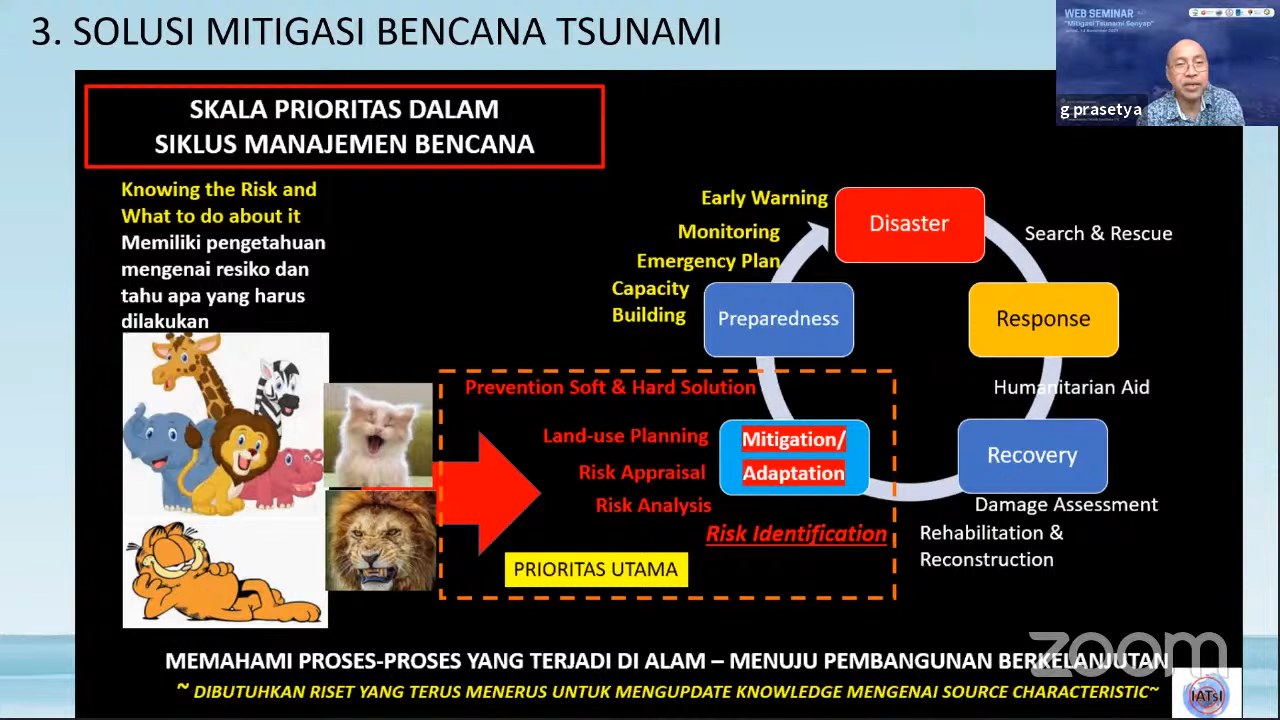 3. SOLUSI MITIGASI BENCANA TSUNAMI
WEB SEMINAR
"Mitigasi Tsunami Senyap"
g prasetya
SKALA PRIORITAS DALAM
SIKLUS MANAJEMEN BENCANA
Knowing the Risk and
What to do about it
Memiliki pengetahuan
mengenai resiko dan
tahu apa yang harus
dilakukan
Early Warning
Monitoring
Emergency Plan
Capacity
Building
Disaster
Search & Rescue
Preparedness
Response
Prevention Soft & Hard Solution
Humanitarian Aid
Land-use Planning
Risk Appraisal
Risk Analysis
Mitigation/
Adaptation
Risk Identification
Recovery
Damage Assessment
Rehabilitation &
Reconstruction
PRIORITAS UTAMA
zoom
MEMAHAMI PROSES-PROSES YANG TERJADI DI ALAM – MENUJU PEMBANGUNAN BERKELANJUTAN
~ DIBUTUHKAN RISET YANG TERUS MENERUS UNTUK MENGUPDATE KNOWLEDGE MENGENAI SOURCE CHARACTERISTIC~
IATsI